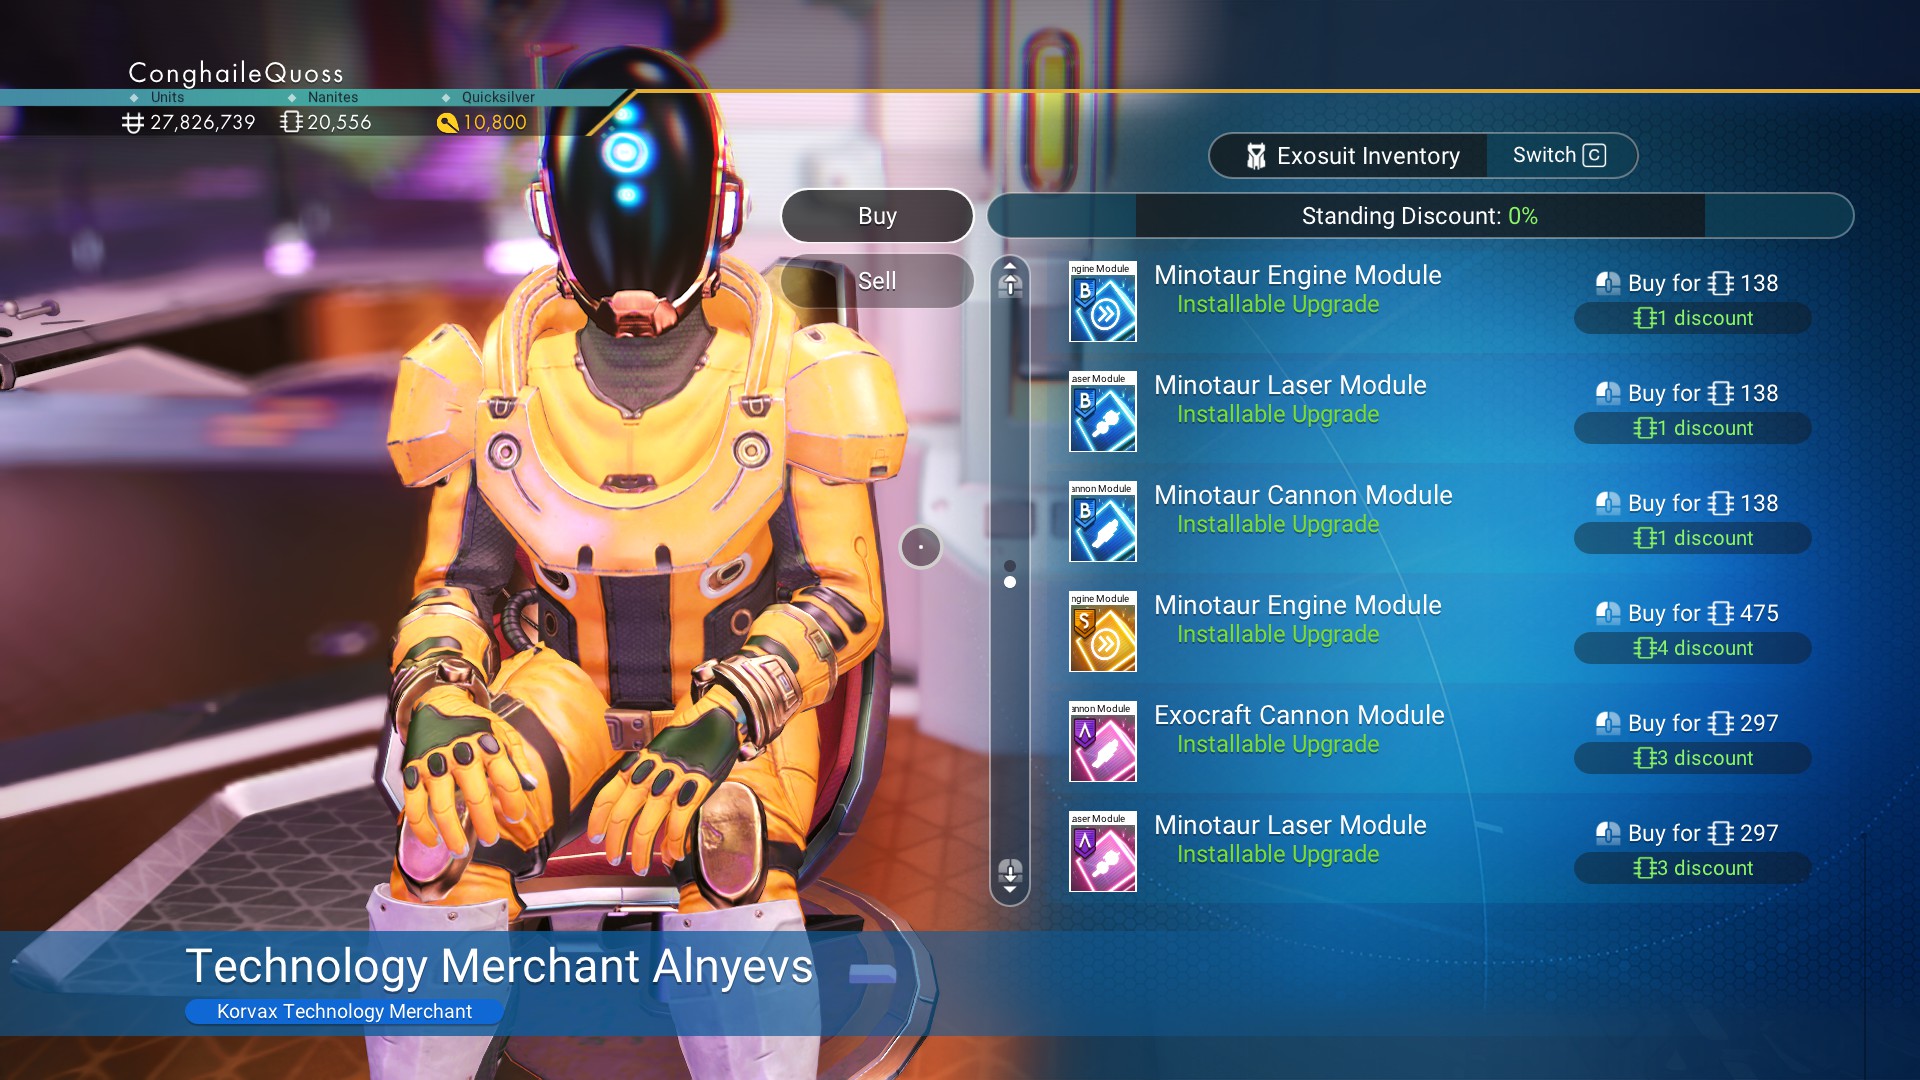 ConghaileQuoss
Units Nanites Quicksilver
27,826,739 20,556 10,800
Exosuit Inventory Switch C
Buy
Standing Discount: 0%
Sell
ngine Module
B
Minotaur Engine Module
Installable Upgrade
Buy for 138
1 discount
aser Module
B
Minotaur Laser Module
Installable Upgrade
Buy for 138
1 discount
annon Module
B
Minotaur Cannon Module
Installable Upgrade
Buy for 138
1 discount
ngine Module
S
Minotaur Engine Module
Installable Upgrade
Buy for 475
4 discount
annon Module
A
Exocraft Cannon Module
Installable Upgrade
Buy for 297
3 discount
aser Module
A
Minotaur Laser Module
Installable Upgrade
Buy for 297
3 discount
Technology Merchant Alnyevs
Korvax Technology Merchant